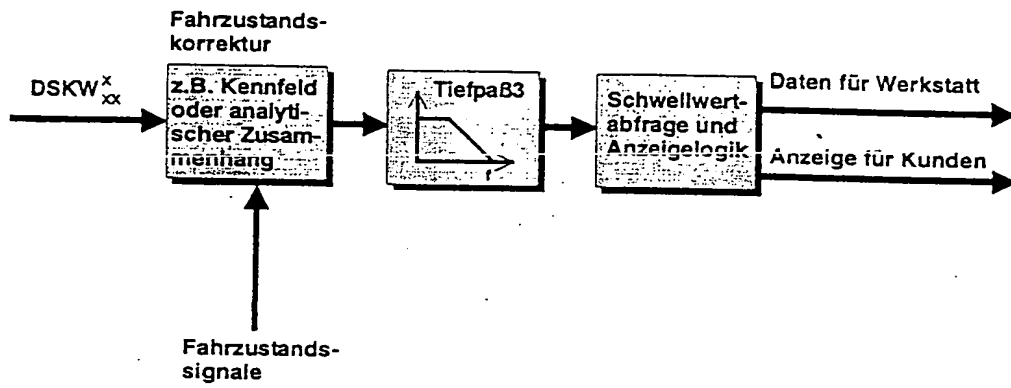 Fahrzustands-
korrektur
DSKW x xx
z.B. Kennfeld
oder analyti-
scher Zusam-
menhang
Tiefpaß3
f
Schwellwert-
abfrage und
Anzeigelogik
Daten für Werkstatt
Anzeige für Kunden
Fahrzustands-
signale